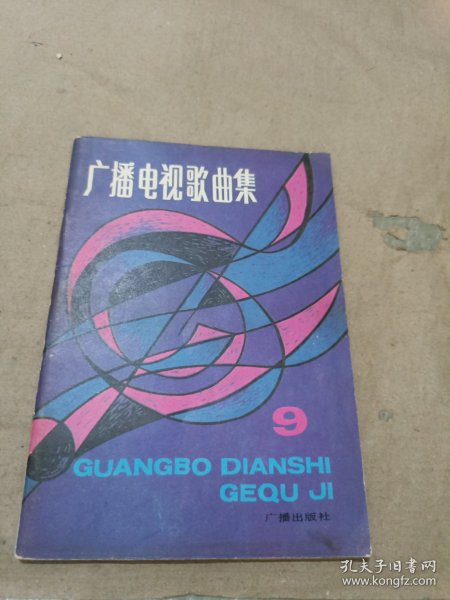 广播电视歌曲集
9
GUANGBO DIANSHI
GEQU JI
广播出版社
孔夫子旧书网
www.kongfz.com